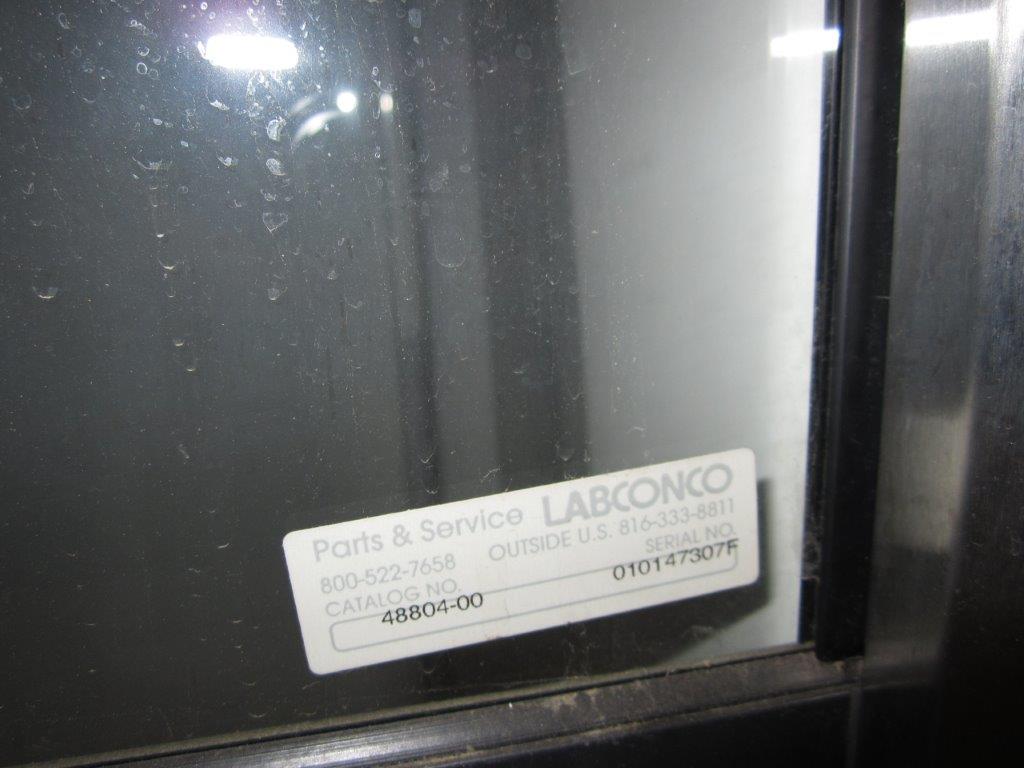 Parts & Service LABCONCO
800-522-7658 OUTSIDE U.S. 816-333-8811
CATALOG NO. SERIAL NO.
48804-00 010147307F